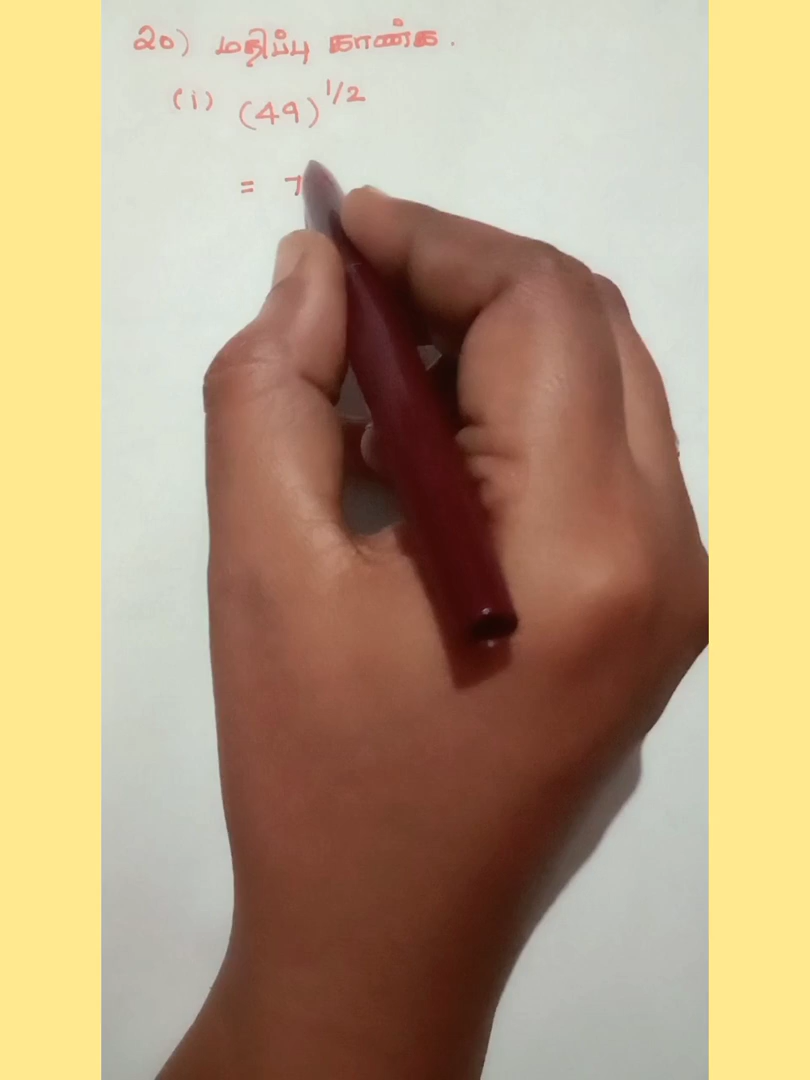 20) மதிப்பு காண்க.
(i) (49)^1/2
= 7